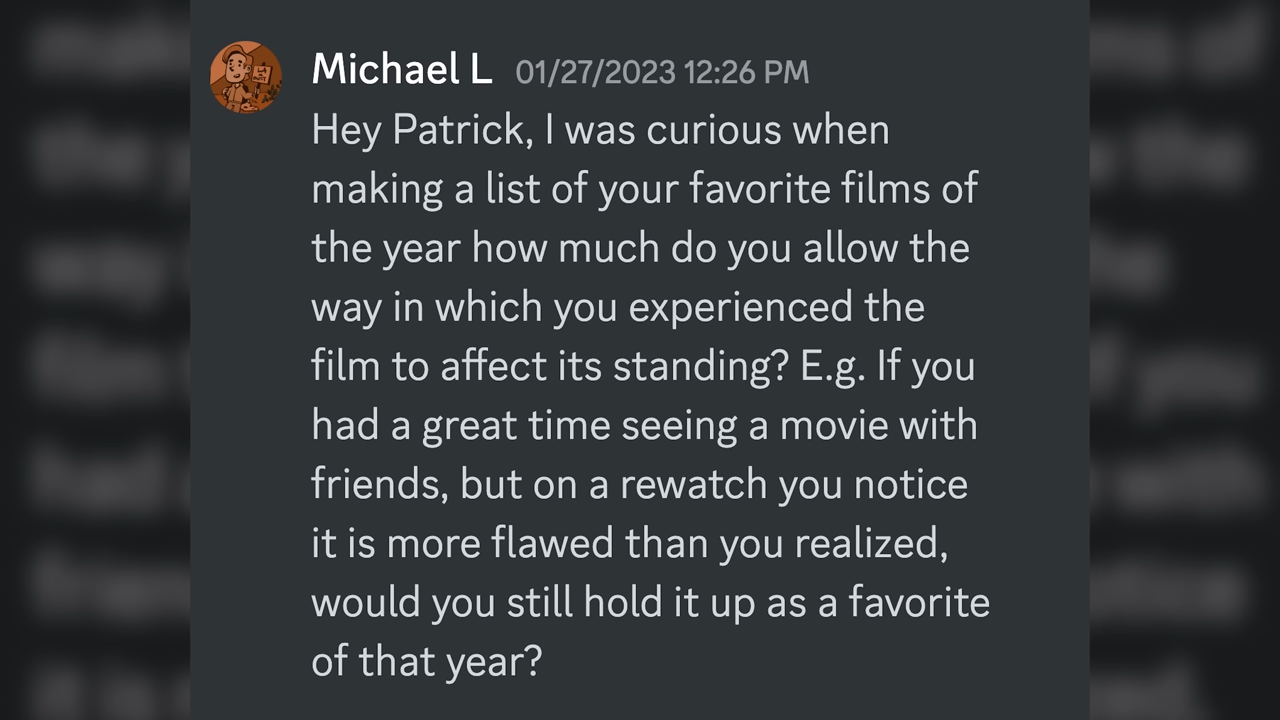 Michael L 01/27/2023 12:26 PM
Hey Patrick, I was curious when
making a list of your favorite films of
the year how much do you allow the
way in which you experienced the
film to affect its standing? E.g. If you
had a great time seeing a movie with
friends, but on a rewatch you notice
it is more flawed than you realized,
would you still hold it up as a favorite
of that year?